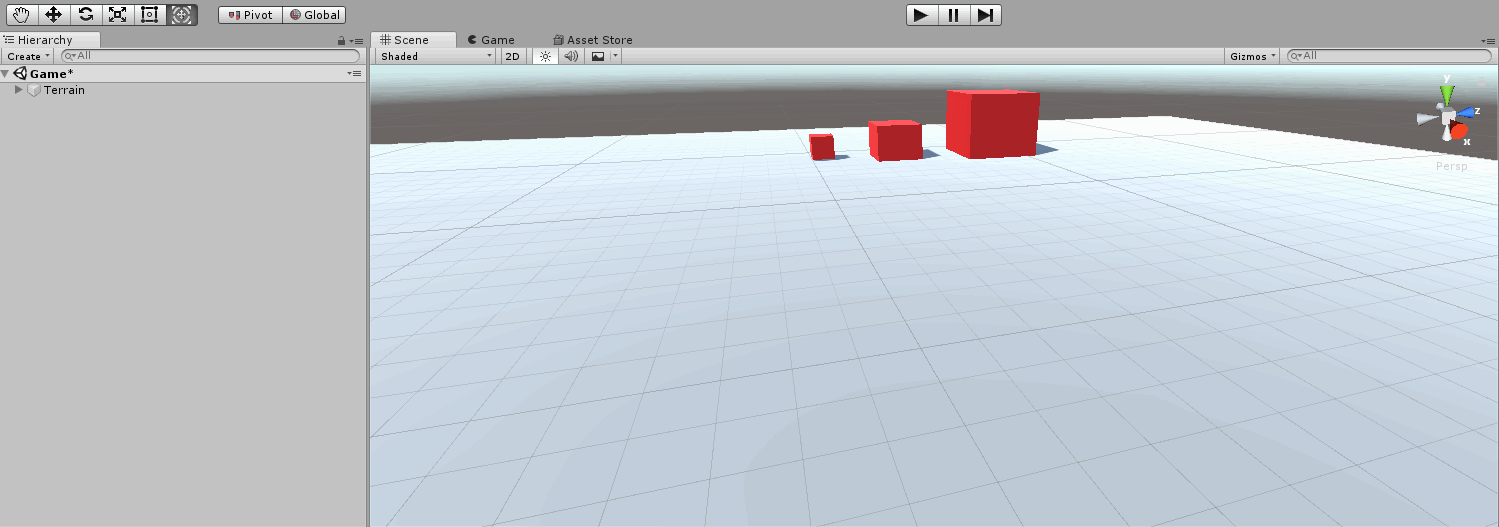 Pivot Global
Hierarchy
Scene Game Asset Store
Create All
Shaded 2D Gizmos All
Game*
Terrain
y
z
x
Persp